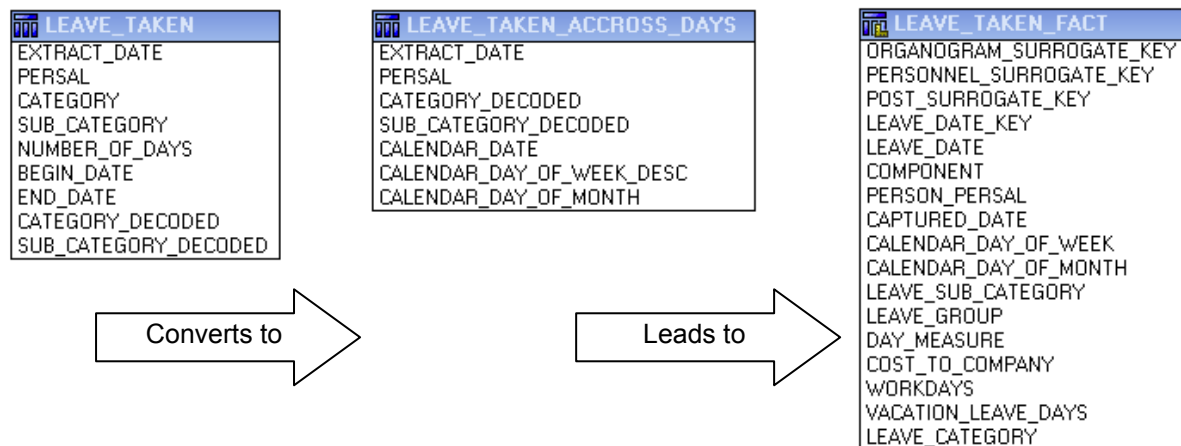 LEAVE_TAKEN
EXTRACT_DATE
PERSAL
CATEGORY
SUB_CATEGORY
NUMBER_OF_DAYS
BEGIN_DATE
END_DATE
CATEGORY_DECODED
SUB_CATEGORY_DECODED
Converts to
LEAVE_TAKEN_ACCROSS_DAYS
EXTRACT_DATE
PERSAL
CATEGORY_DECODED
SUB_CATEGORY_DECODED
CALENDAR_DATE
CALENDAR_DAY_OF_WEEK_DESC
CALENDAR_DAY_OF_MONTH
Leads to
LEAVE_TAKEN_FACT
ORGANOGRAM_SURROGATE_KEY
PERSONNEL_SURROGATE_KEY
POST_SURROGATE_KEY
LEAVE_DATE_KEY
LEAVE_DATE
COMPONENT
PERSON_PERSAL
CAPTURED_DATE
CALENDAR_DAY_OF_WEEK
CALENDAR_DAY_OF_MONTH
LEAVE_SUB_CATEGORY
LEAVE_GROUP
DAY_MEASURE
COST_TO_COMPANY
WORKDAYS
VACATION_LEAVE_DAYS
LEAVE_CATEGORY